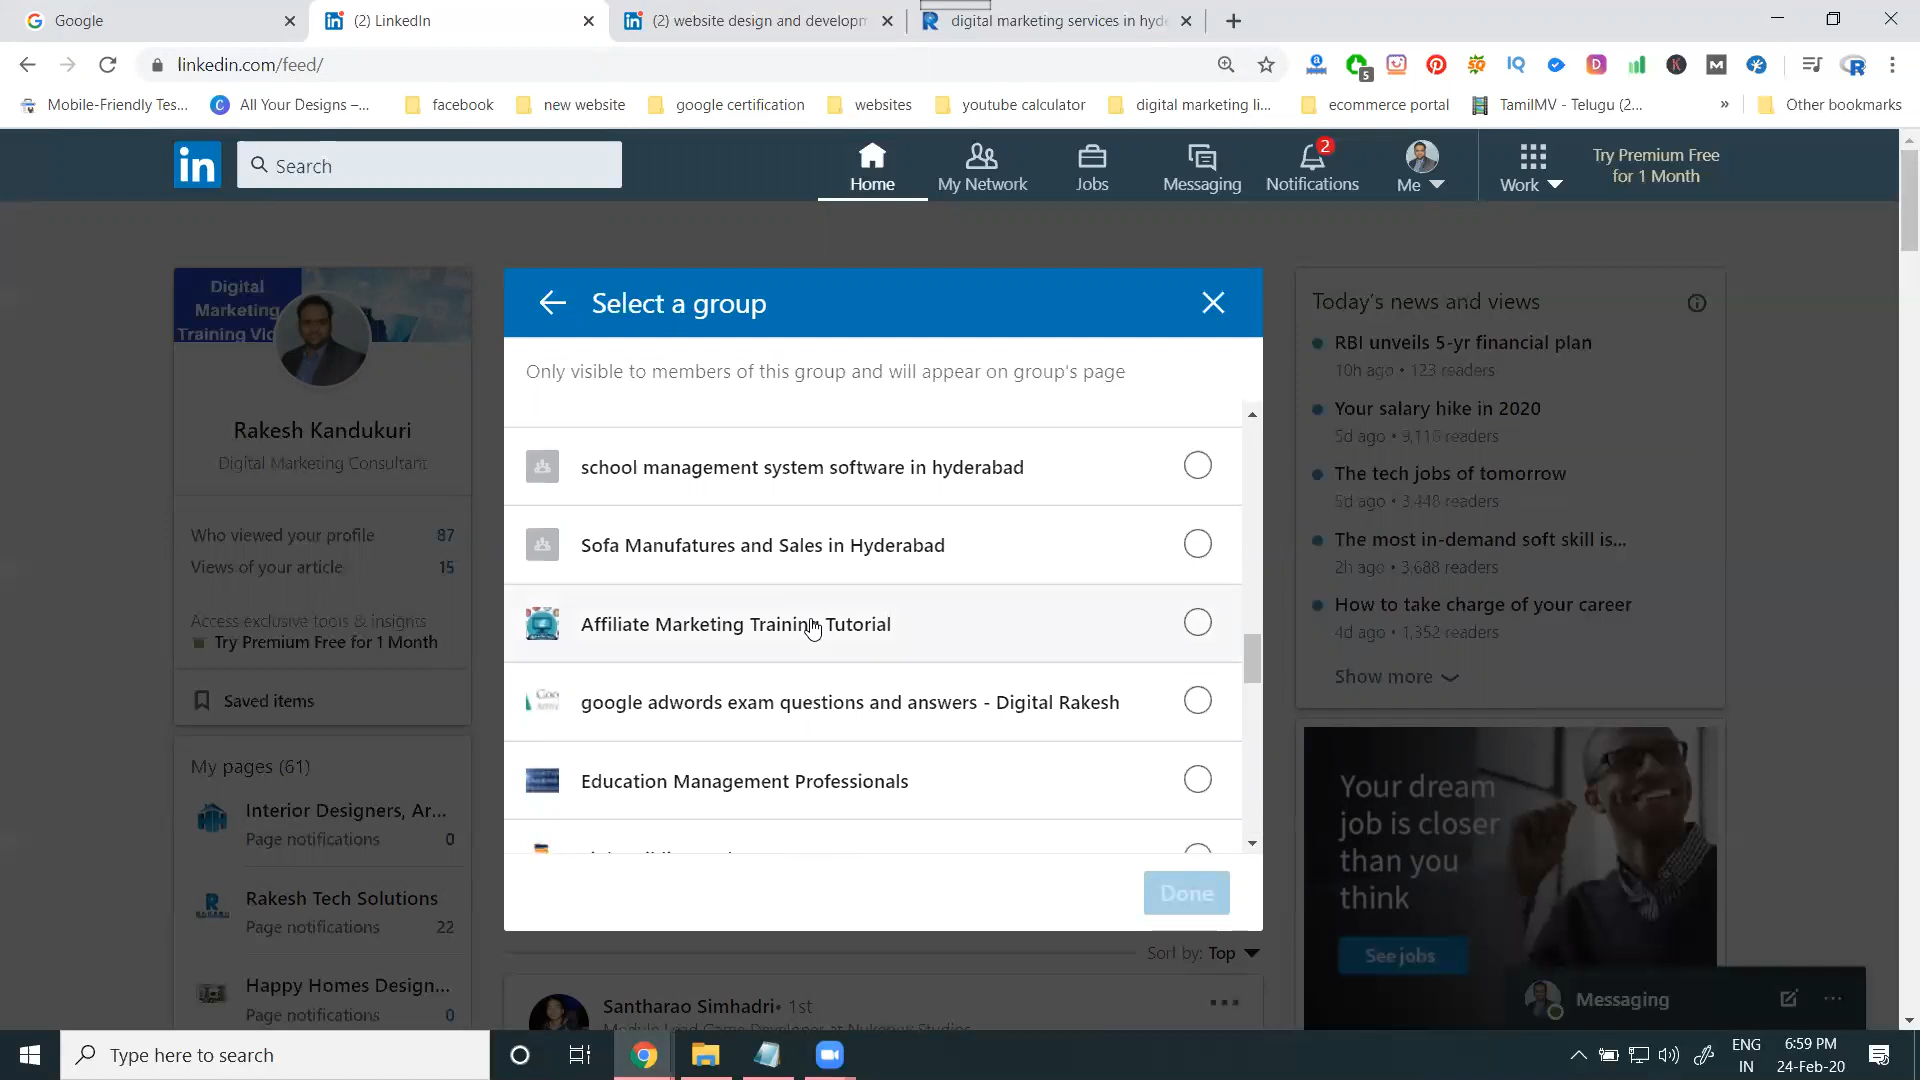 Google
(2) LinkedIn
(2) website design and developm
digital marketing services in hyde
linkedin.com/feed/
5
Mobile-Friendly Tes...
All Your Designs –...
facebook
new website
google certification
websites
youtube calculator
digital marketing li...
ecommerce portal
TamilMV - Telugu (2...
»
Other bookmarks
in
Search
Home
My Network
Jobs
Messaging
2
Notifications
Me
Work
Try Premium Free
for 1 Month
Digital
Marketing
Training Vid
Rakesh Kandukuri
Digital Marketing Consultant
Who viewed your profile 87
Views of your article 15
Access exclusive tools & insights
Try Premium Free for 1 Month
Saved items
My pages (61)
Interior Designers, Ar...
Page notifications 0
Rakesh Tech Solutions
Page notifications 22
Happy Homes Design...
Page notifications 0
Select a group
Only visible to members of this group and will appear on group's page
school management system software in hyderabad
Sofa Manufatures and Sales in Hyderabad
Affiliate Marketing Training Tutorial
google adwords exam questions and answers - Digital Rakesh
Education Management Professionals
Done
Sort by: Top
Santharao Simhadri • 1st
Module Lead Game Developer at Nukebox Studios
Today's news and views
RBI unveils 5-yr financial plan
10h ago • 123 readers
Your salary hike in 2020
5d ago • 9,116 readers
The tech jobs of tomorrow
5d ago • 3,448 readers
The most in-demand soft skill is...
2h ago • 3,688 readers
How to take charge of your career
4d ago • 1,352 readers
Show more
Your dream
job is closer
than you
think
See jobs
Messaging
Type here to search
ENG
IN
6:59 PM
24-Feb-20